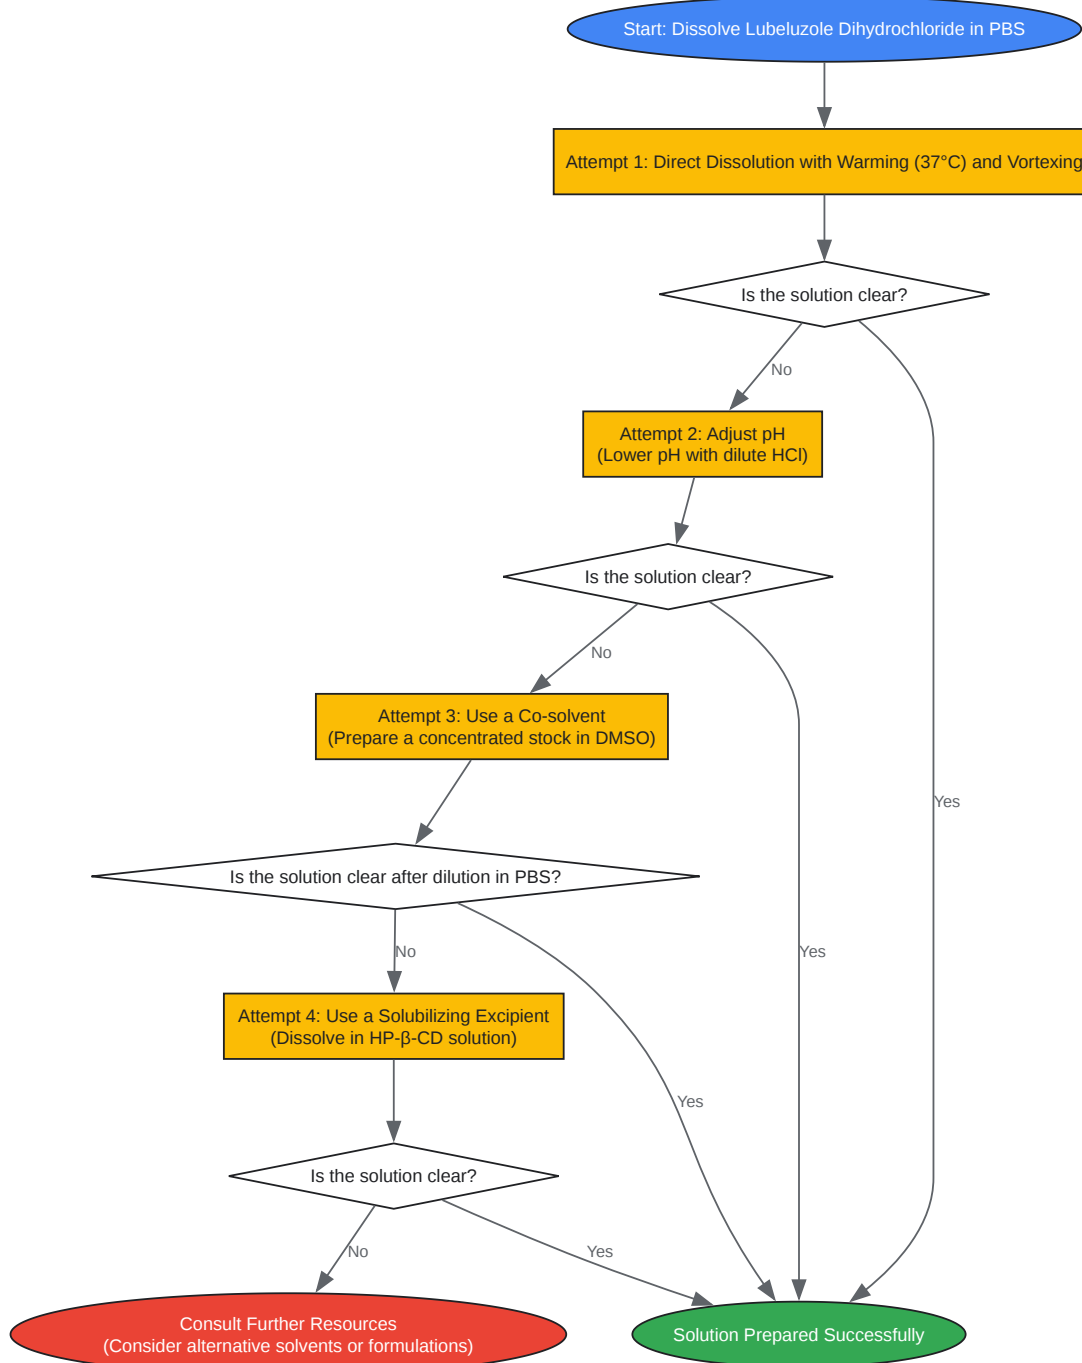 Start: Dissolve Lubeluzole Dihydrochloride in PBS
Attempt 1: Direct Dissolution with Warming (37°C) and Vortexing
Is the solution clear?
No
Attempt 2: Adjust pH
(Lower pH with dilute HCl)
Is the solution clear?
No
Attempt 3: Use a Co-solvent
(Prepare a concentrated stock in DMSO)
Yes
Is the solution clear after dilution in PBS?
No
Yes
Attempt 4: Use a Solubilizing Excipient
(Dissolve in HP-β-CD solution)
Yes
Is the solution clear?
No
Yes
Consult Further Resources
(Consider alternative solvents or formulations)
Solution Prepared Successfully